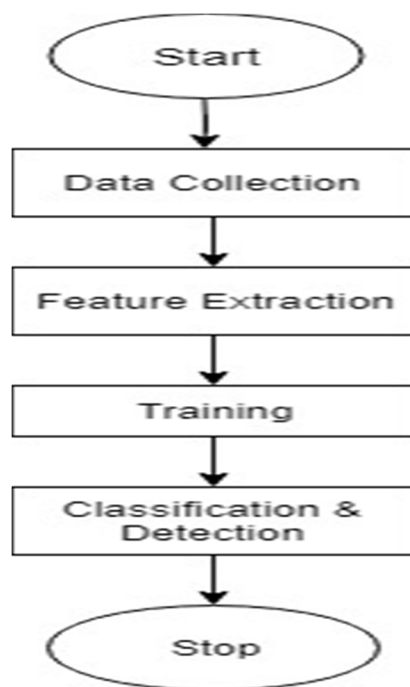 Start
Data Collection
Feature Extraction
Training
Classification &
Detection
Stop